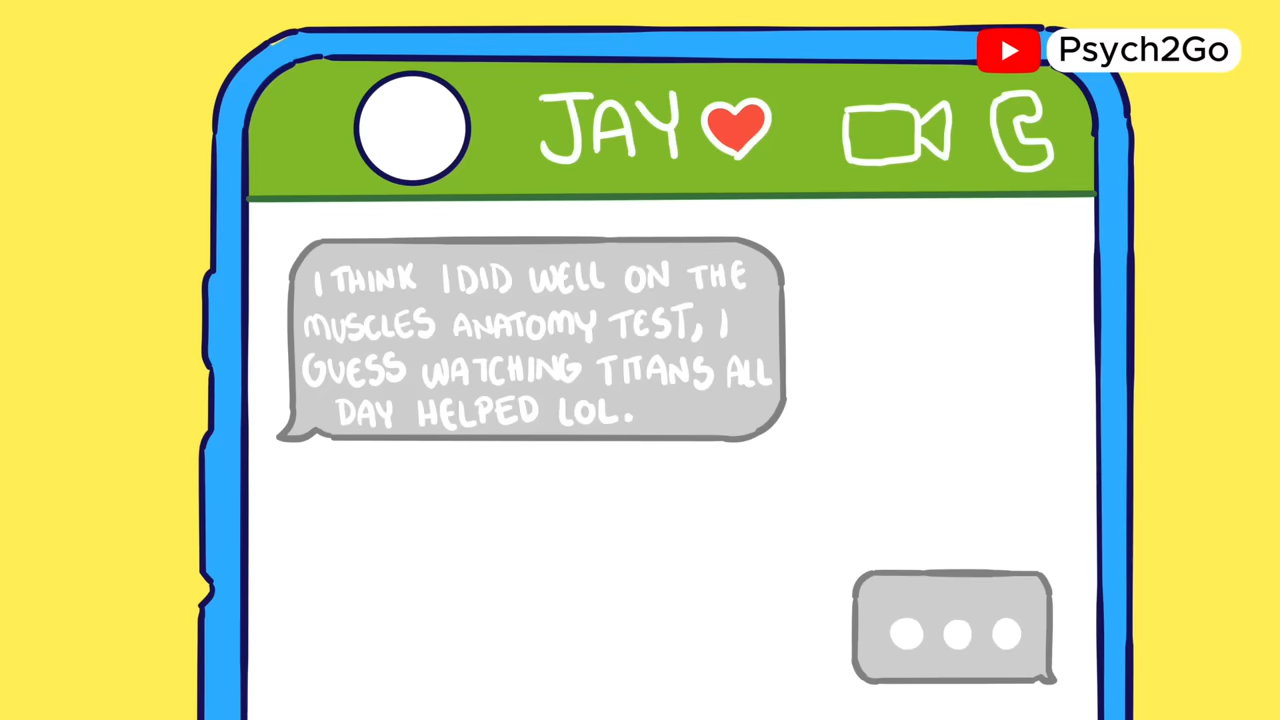 Psych2Go
JAY
I THINK I DID WELL ON THE
MUSCLES ANATOMY TEST, I
GUESS WATCHING TITANS ALL
DAY HELPED LOL.